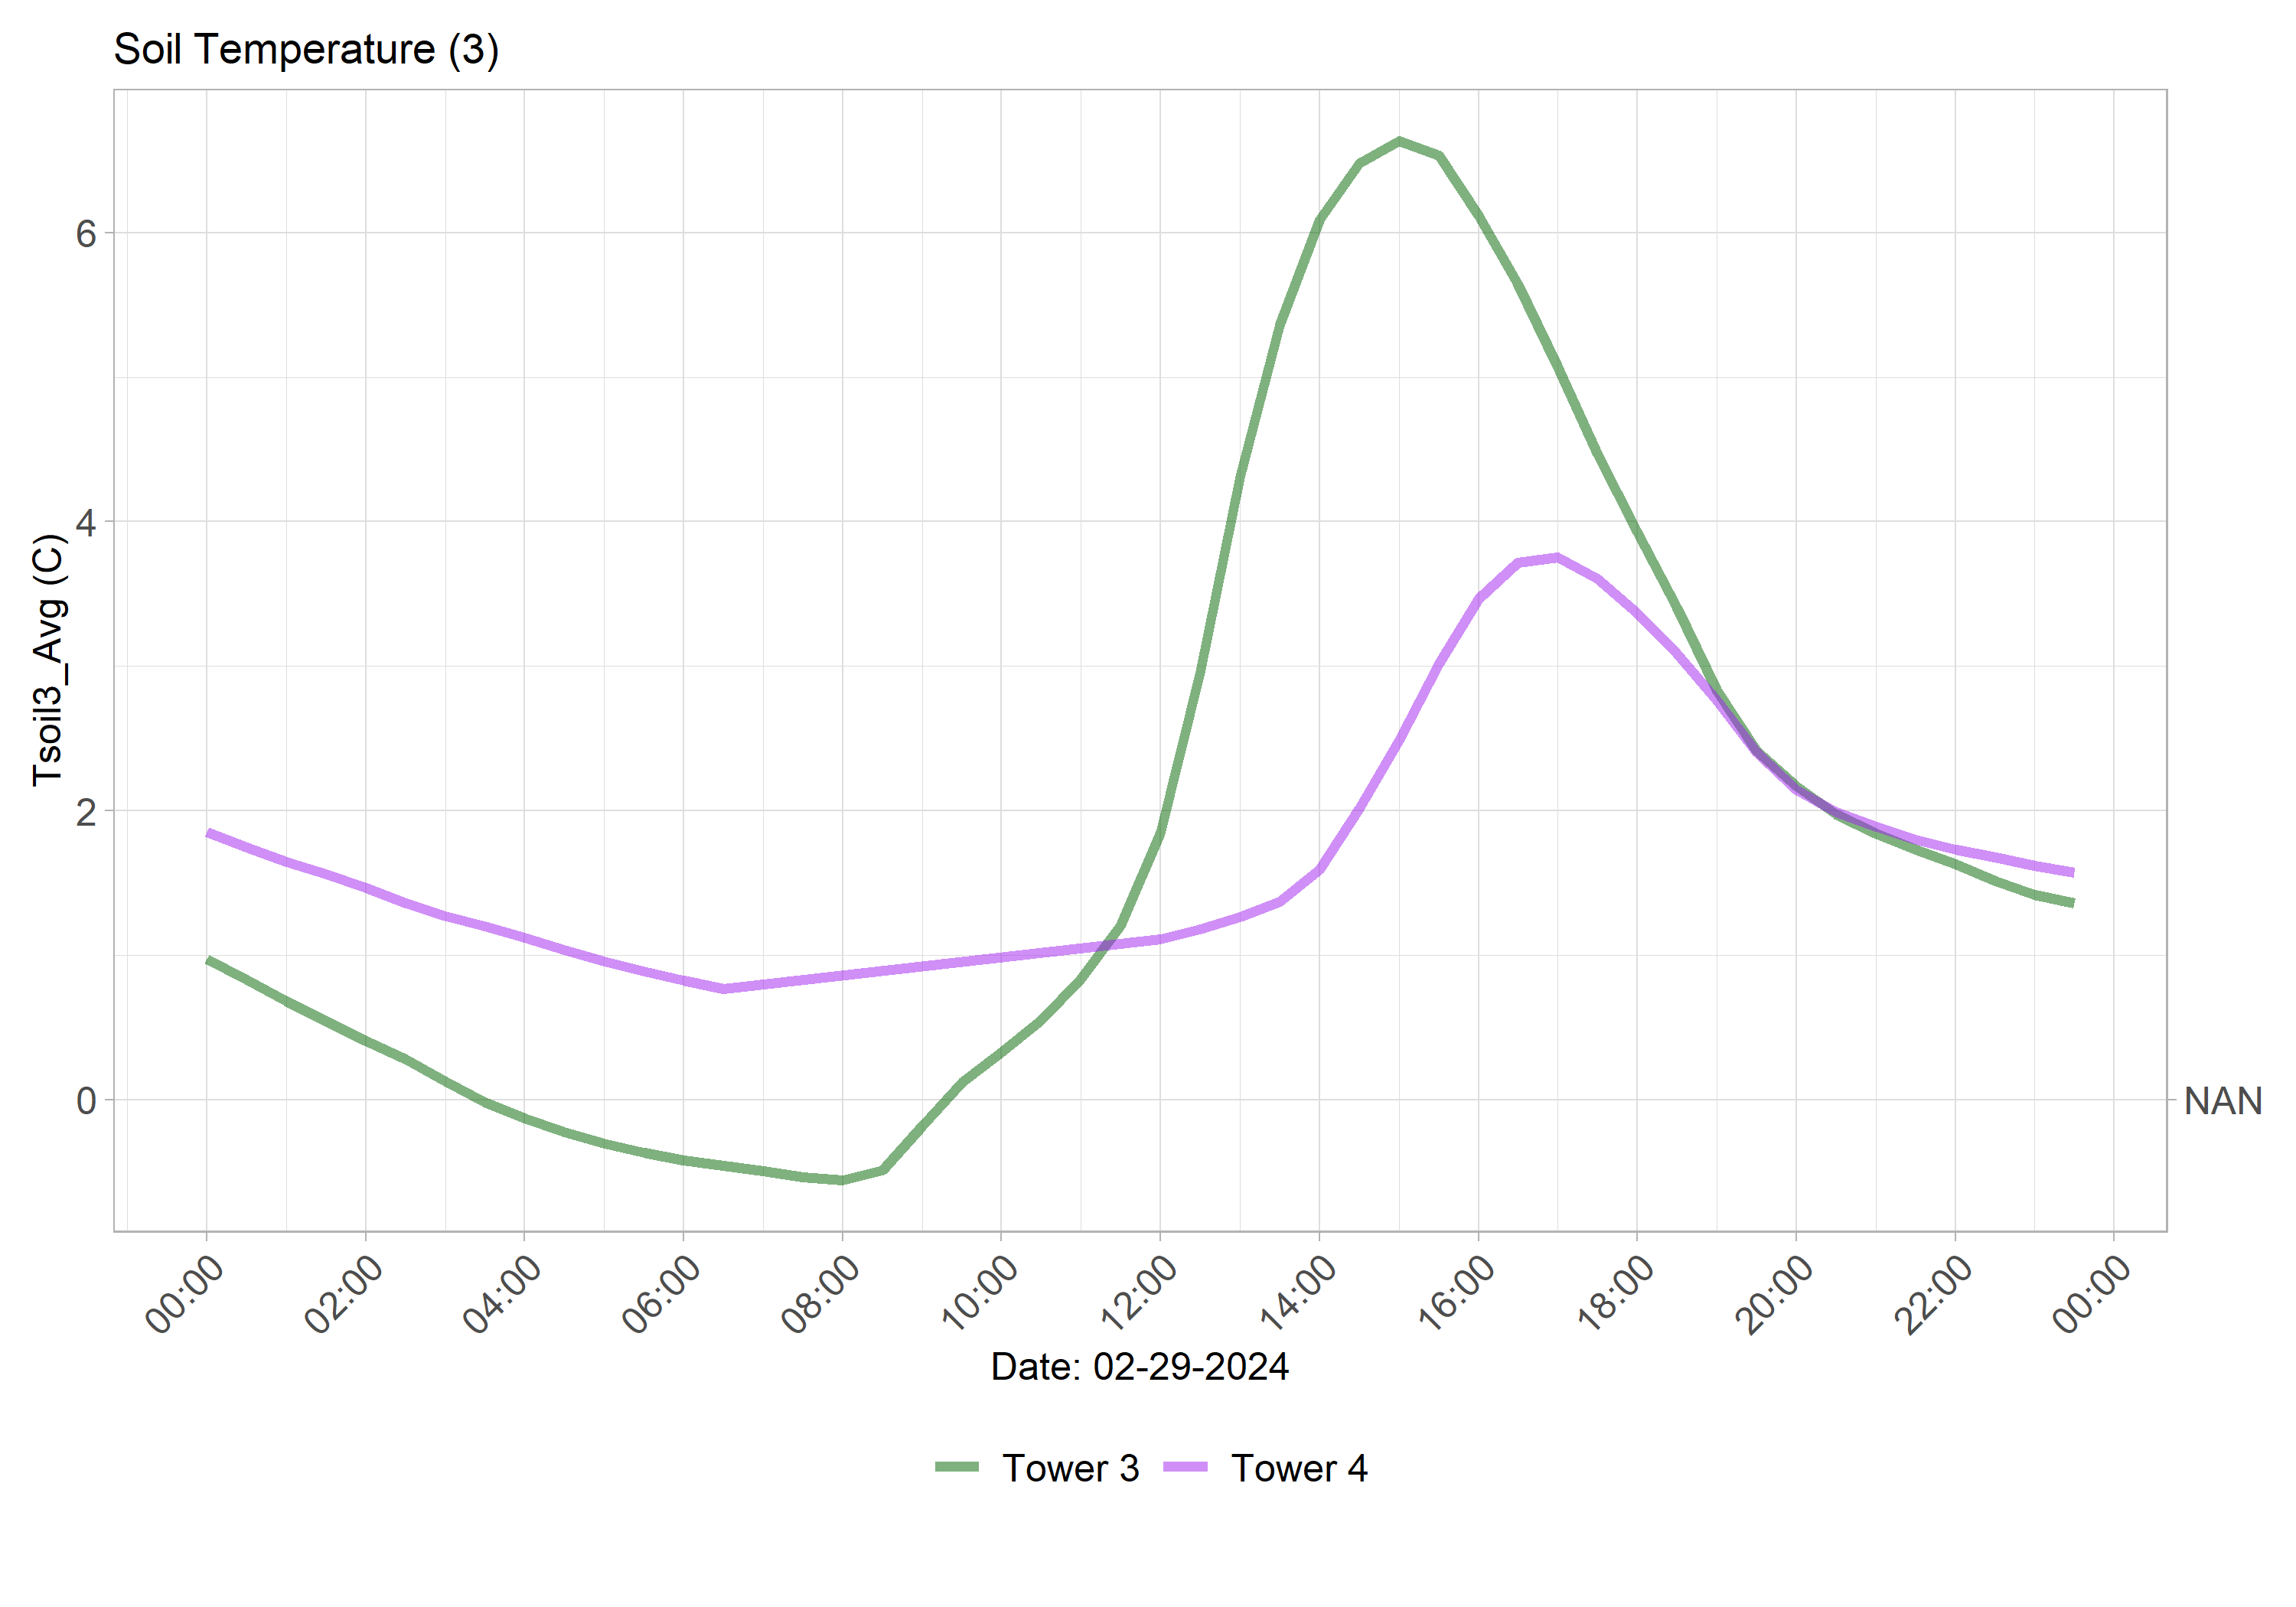 Soil Temperature (3)
Tsoil3_Avg (C)
6
4
2
0
NAN
00:00 02:00 04:00 06:00 08:00 10:00 12:00 14:00 16:00 18:00 20:00 22:00 00:00
Date: 02-29-2024
Tower 3 Tower 4